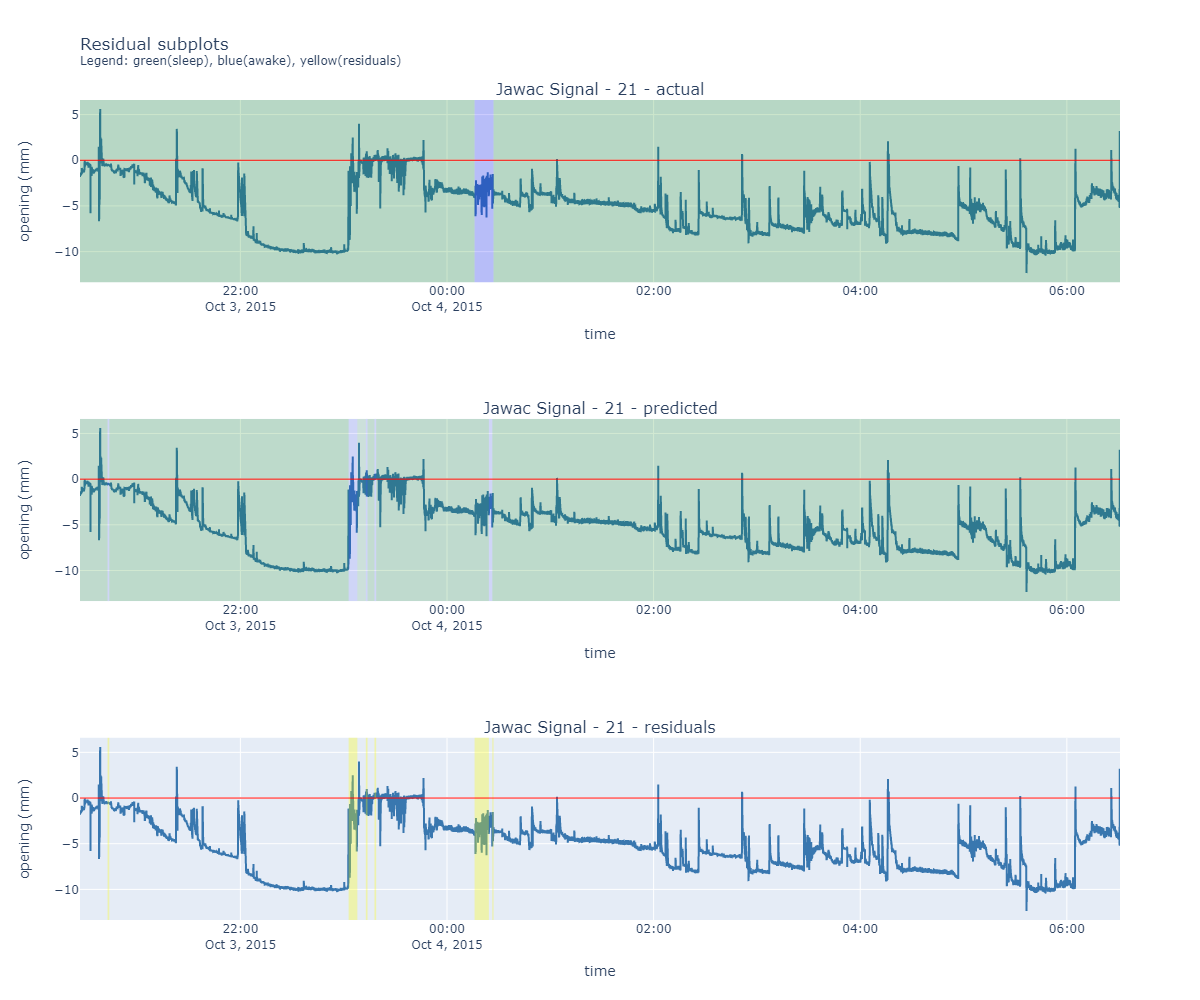 Residual subplots
Legend: green(sleep), blue(awake), yellow(residuals)
Jawac Signal - 21 - actual
5
0
−5
−10
opening (mm)
22:00
Oct 3, 2015
00:00
Oct 4, 2015
02:00
04:00
06:00
time
Jawac Signal - 21 - predicted
5
0
−5
−10
opening (mm)
22:00
Oct 3, 2015
00:00
Oct 4, 2015
02:00
04:00
06:00
time
Jawac Signal - 21 - residuals
5
0
−5
−10
opening (mm)
22:00
Oct 3, 2015
00:00
Oct 4, 2015
02:00
04:00
06:00
time